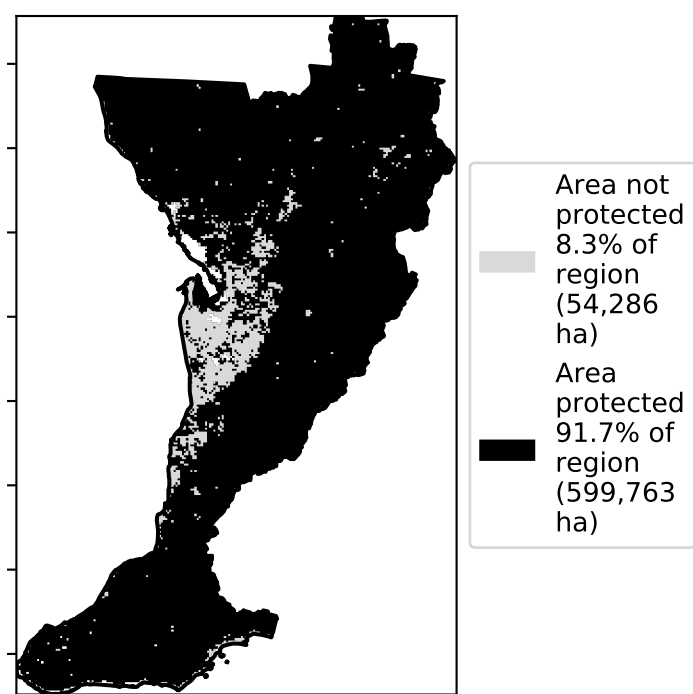 Area not
protected
8.3% of
region
(54,286
ha)
Area
protected
91.7% of
region
(599,763
ha)